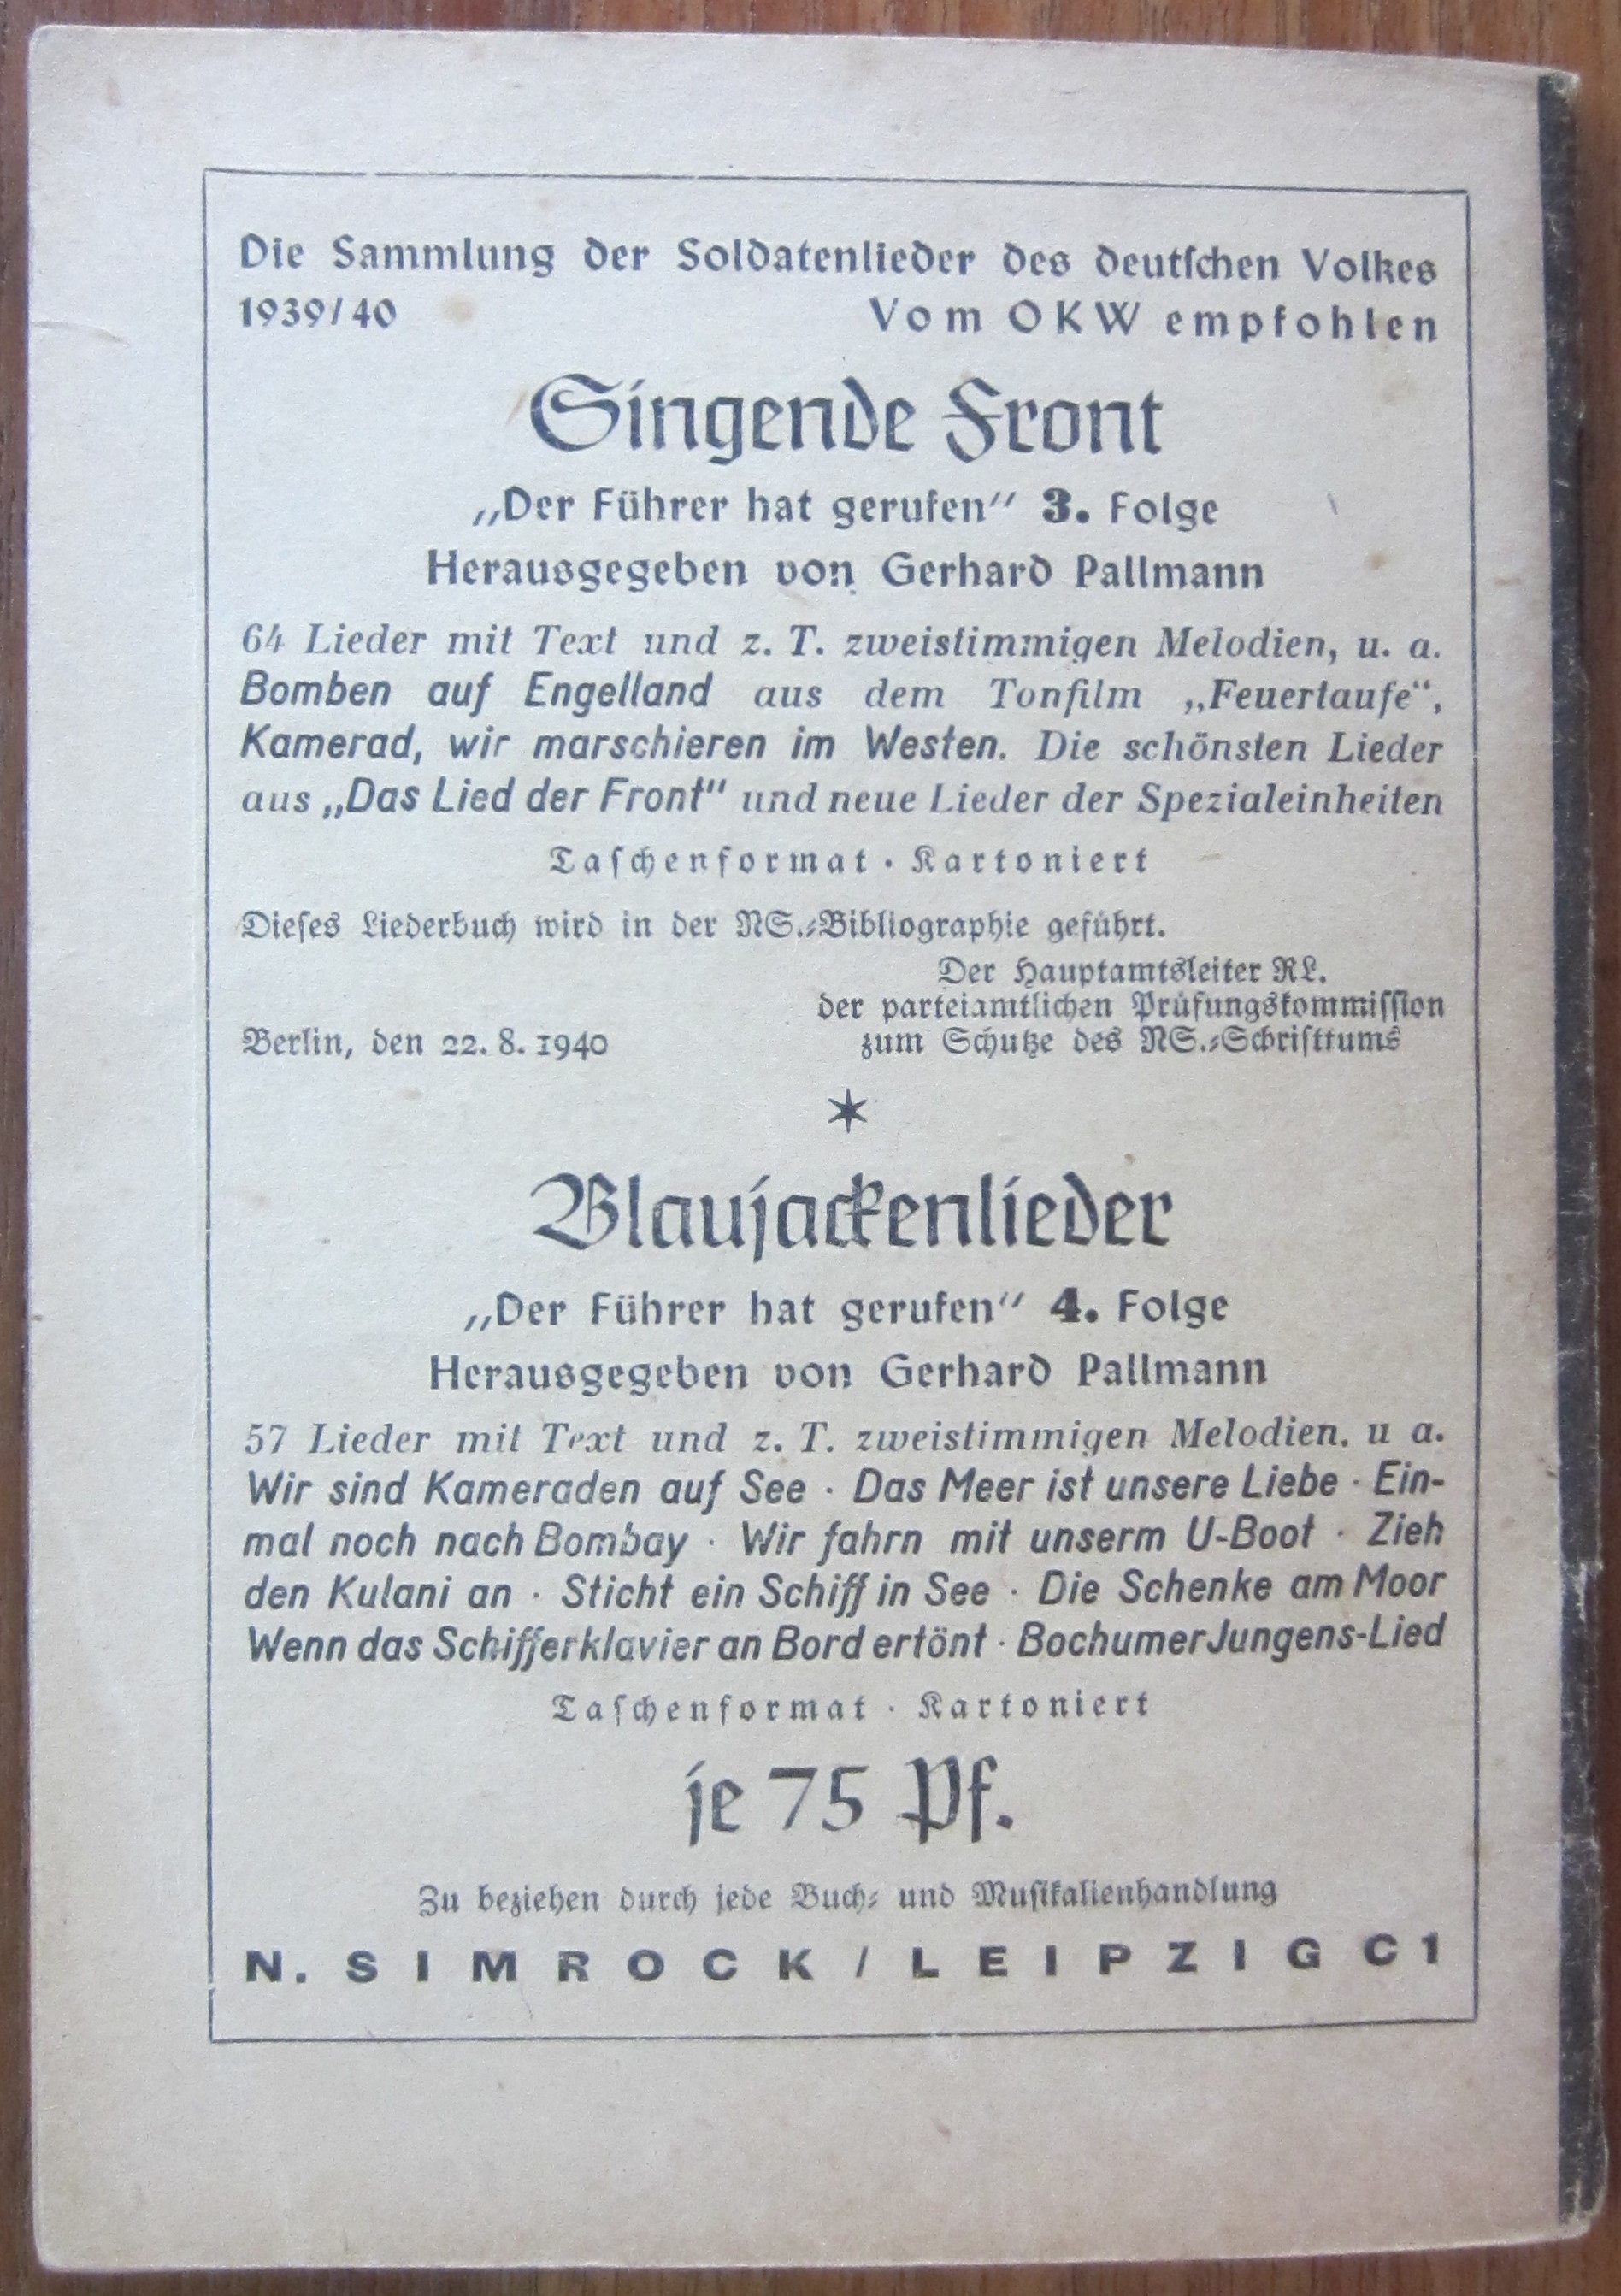 Die Sammlung der Soldatenlieder des deutſchen Volkes
1939/40 Vom OKW empfohlen
Singende Front
„Der Führer hat gerufen“ 3. Folge
Herausgegeben von Gerhard Pallmann
64 Lieder mit Text und z. T. zweistimmigen Melodien, u. a.
Bomben auf Engelland aus dem Tonfilm „Feuertaufe“,
Kamerad, wir marschieren im Westen. Die schönsten Lieder
aus „Das Lied der Front“ und neue Lieder der Spezialeinheiten
Taſchenformat · Kartoniert
Dieſes Liederbuch wird in der NS.-Bibliographie geführt.
Der Hauptamtsleiter RL.
der parteiamtlichen Prüfungskommiſſion
Berlin, den 22. 8. 1940 zum Schutze des NS.-Schrifttums
✶
Blaujackenlieder
„Der Führer hat gerufen“ 4. Folge
Herausgegeben von Gerhard Pallmann
57 Lieder mit Text und z. T. zweistimmigen Melodien. u a.
Wir sind Kameraden auf See · Das Meer ist unsere Liebe · Ein-
mal noch nach Bombay · Wir fahrn mit unserm U-Boot · Zieh
den Kulani an · Sticht ein Schiff in See · Die Schenke am Moor
Wenn das Schifferklavier an Bord ertönt · Bochumer Jungens-Lied
Taſchenformat · Kartoniert
je 75 Pf.
Zu beziehen durch jede Buch- und Muſikalienhandlung
N. SIMROCK / LEIPZIG C1